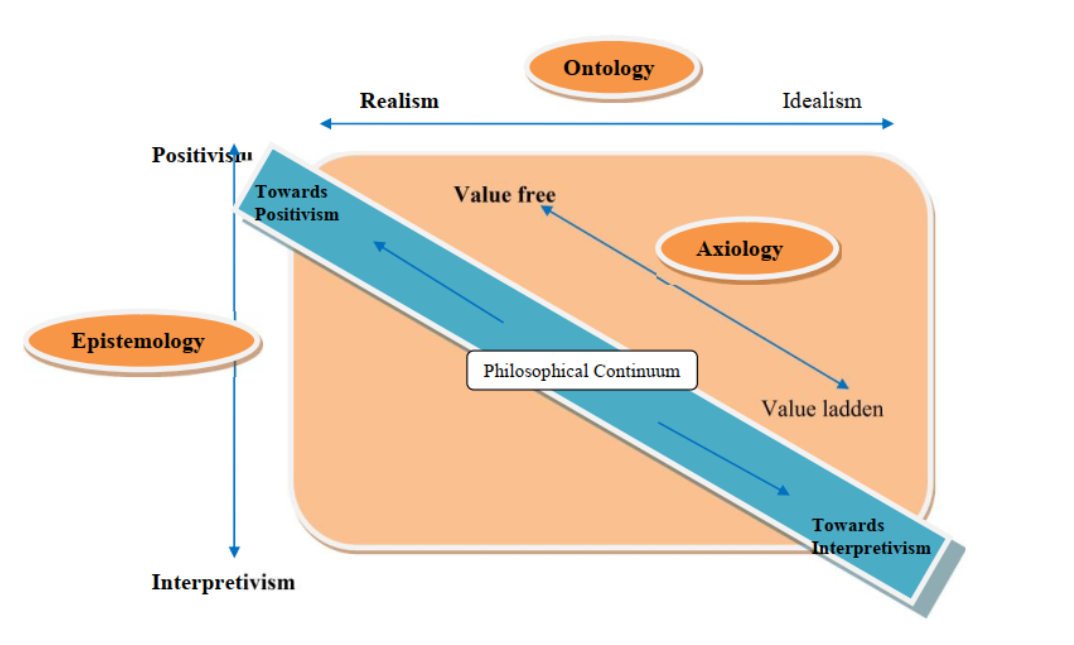 Ontology
Realism
Idealism
Positivism
Towards
Positivism
Value free
Axiology
Epistemology
Philosophical Continuum
Value ladden
Towards
Interpretivism
Interpretivism